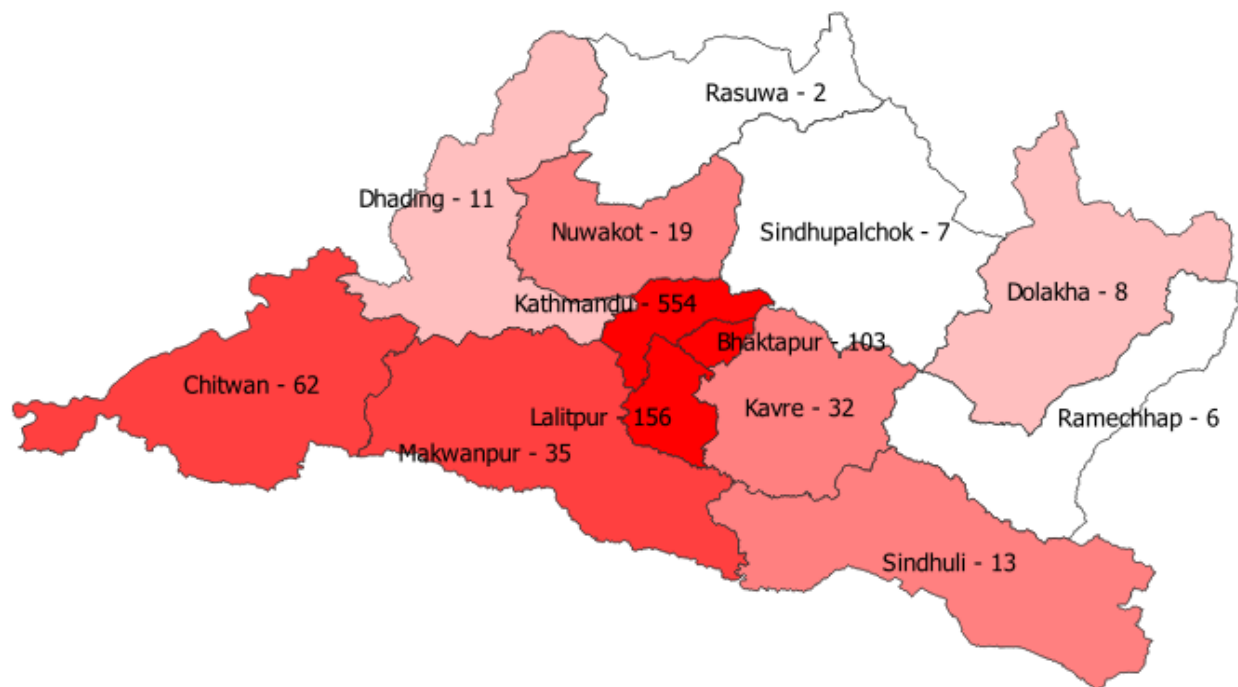 Rasuwa - 2
Dhading - 11
Nuwakot - 19
Sindhupalchok - 7
Dolakha - 8
Kathmandu - 554
Bhaktapur - 103
Chitwan - 62
Kavre - 32
Lalitpur - 156
Ramechhap - 6
Makwanpur - 35
Sindhuli - 13